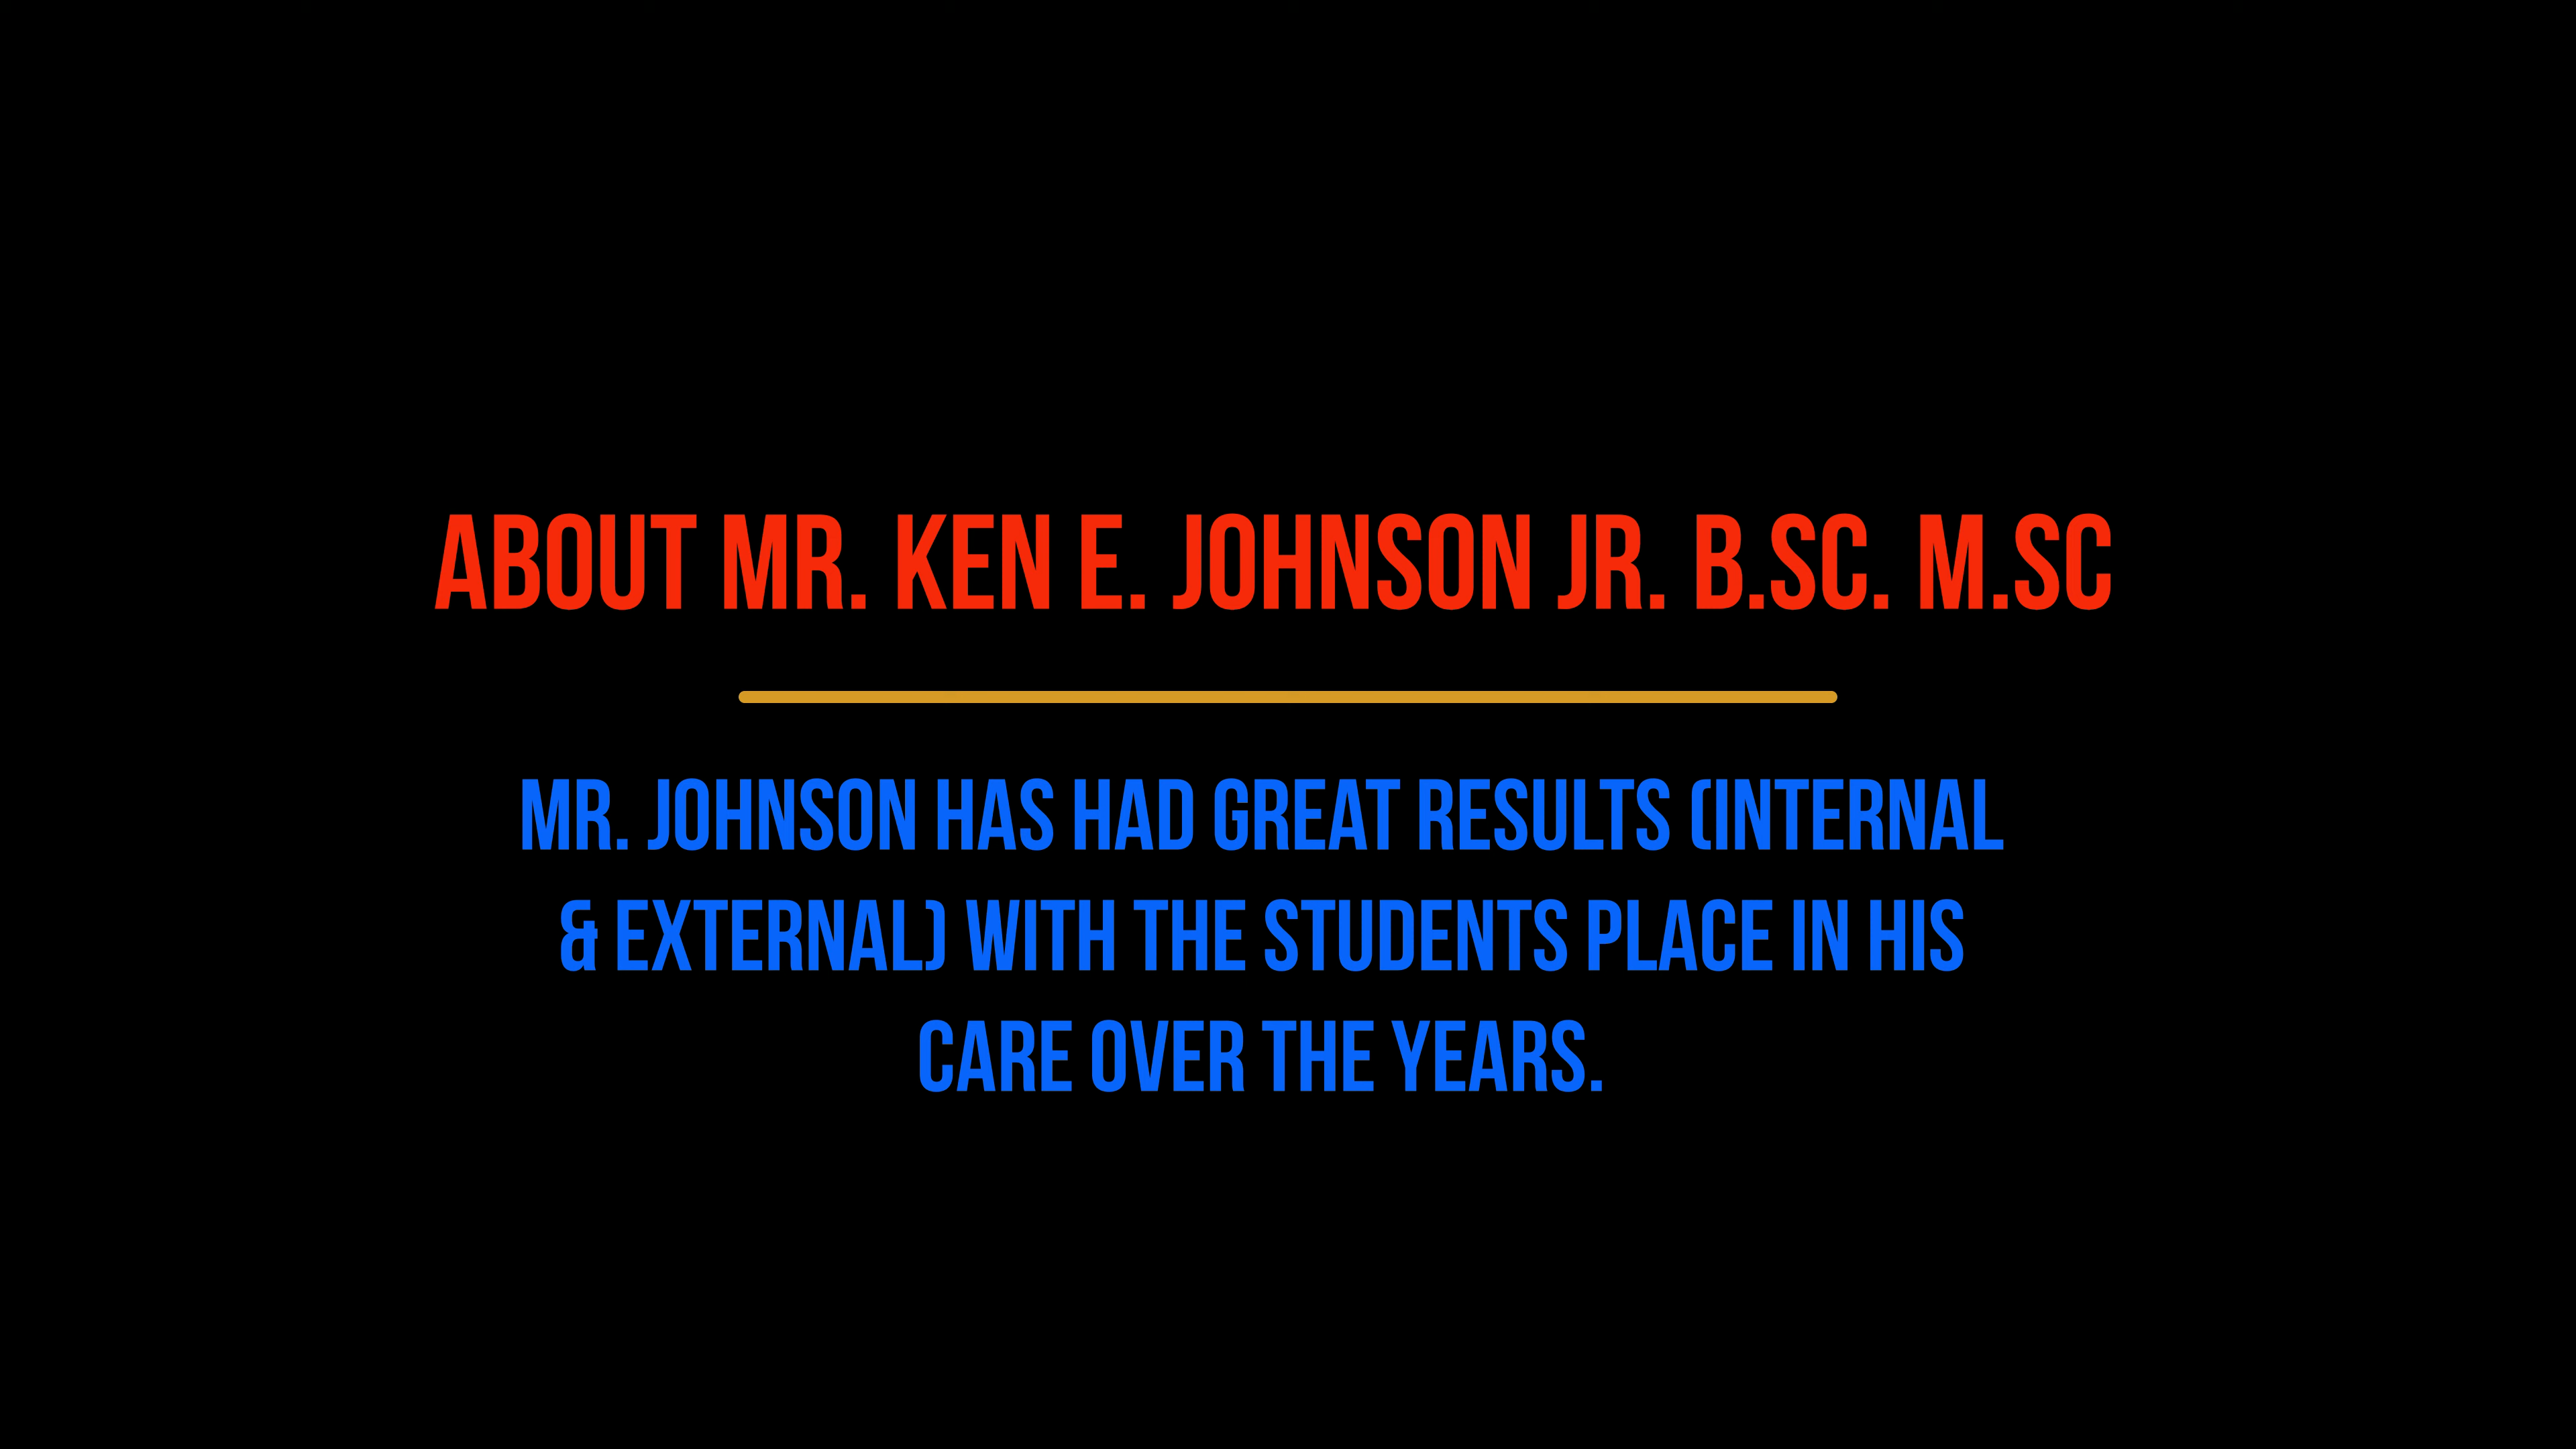 ABOUT MR. KEN E. JOHNSON JR. B.SC. M.SC
MR. JOHNSON HAS HAD GREAT RESULTS (INTERNAL
& EXTERNAL) WITH THE STUDENTS PLACE IN HIS
CARE OVER THE YEARS.